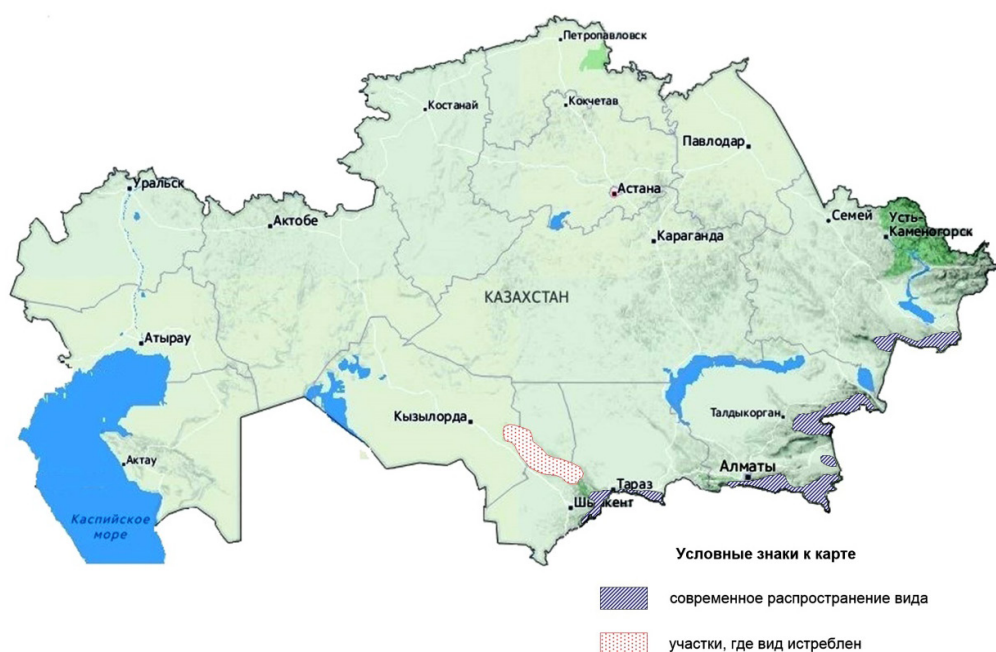 Петропавловск
Костанай
Кокчетав
Павлодар
Уральск
Астана
Актобе
Семей
Усть-
Каменогорск
Караганда
КАЗАХСТАН
Атырау
Кызылорда
Талдыкорган
Актау
Алматы
Тараз
Каспийское
море
Условные знаки к карте
современное распространение вида
участки, где вид истреблен